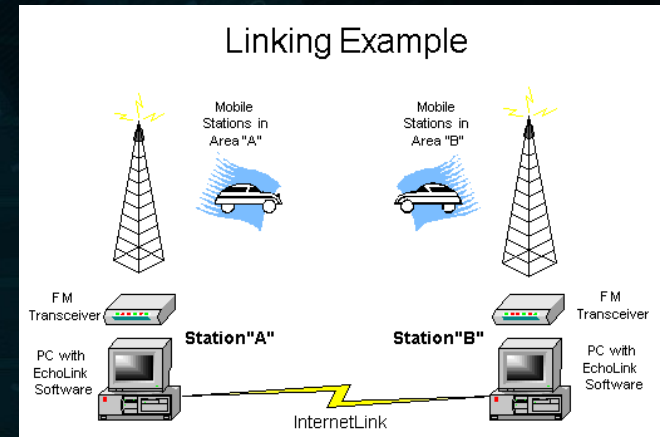 Linking Example
Mobile
Stations in
Area "A"
Mobile
Stations in
Area "B"
FM
Transceiver
Station"A"
PC with
EchoLink
Software
Station"B"
FM
Transceiver
PC with
EchoLink
Software
InternetLink